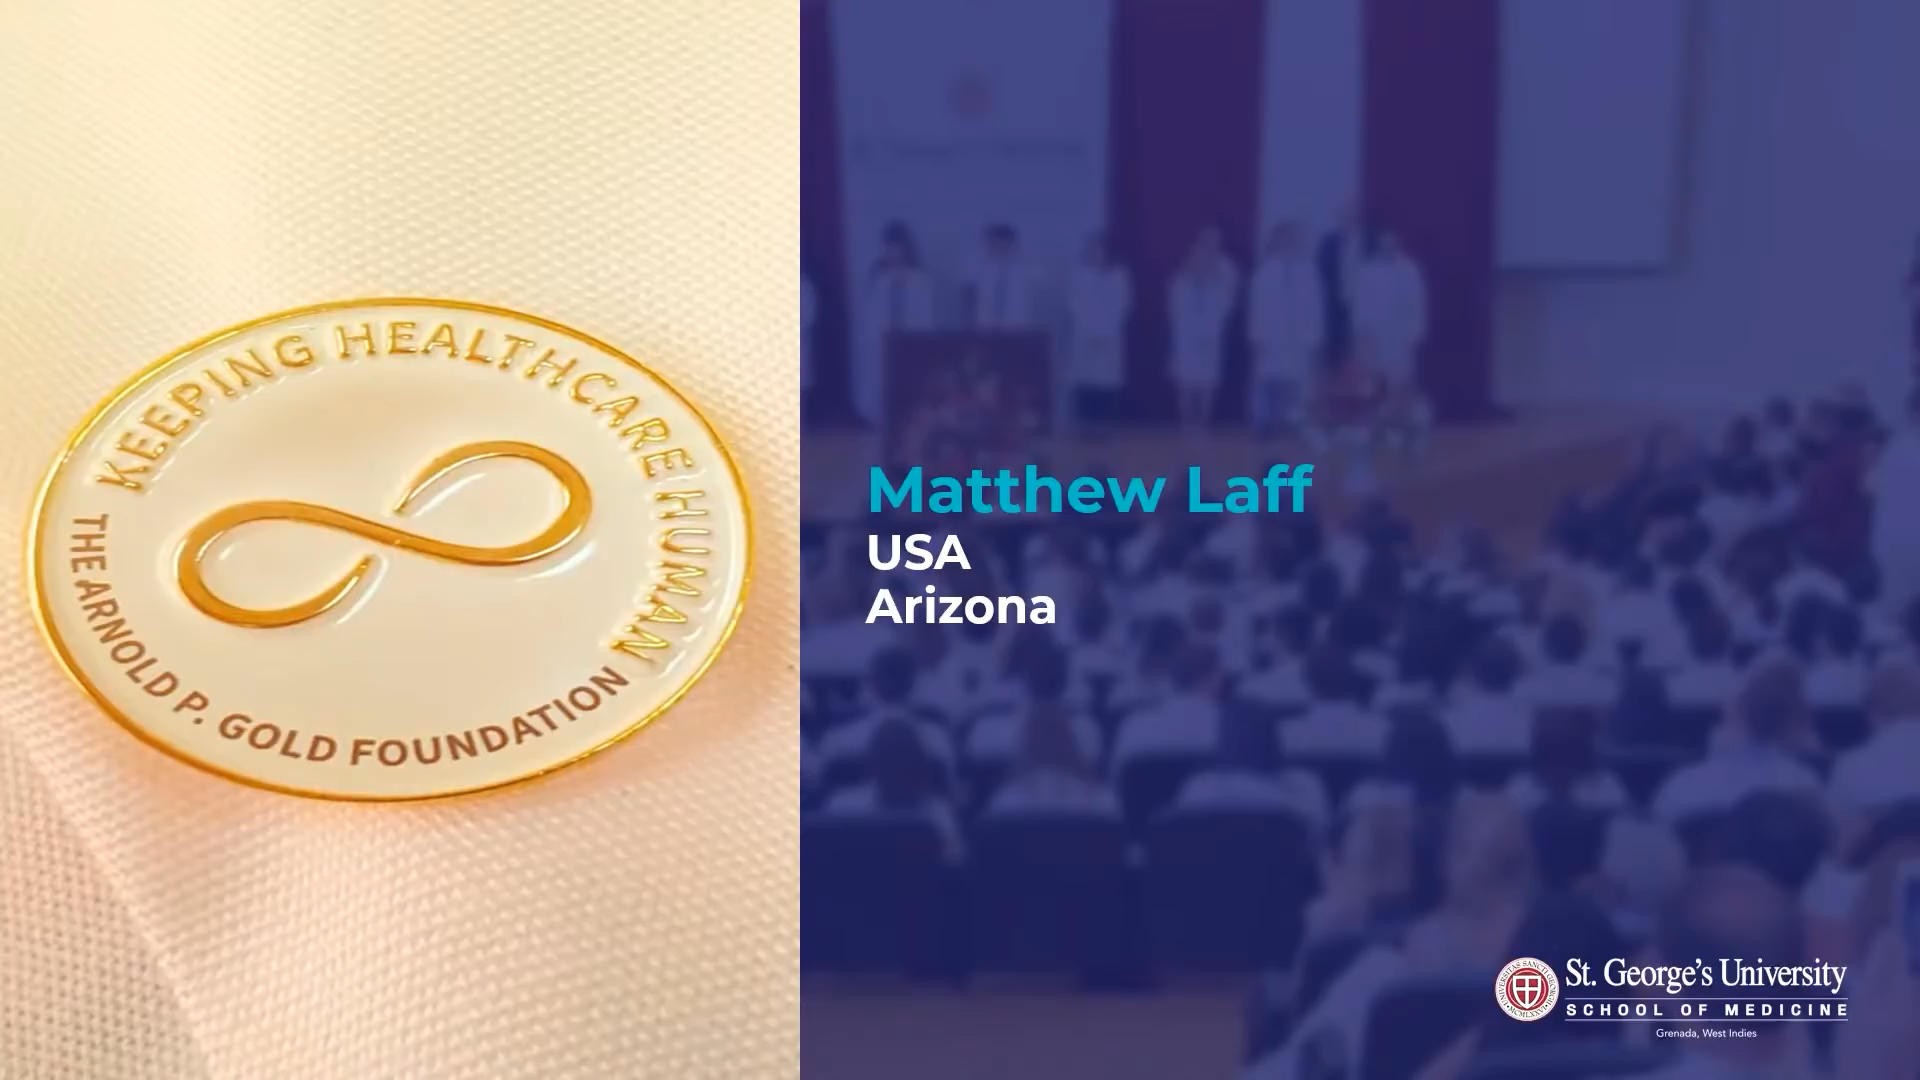 KEEPING HEALTHCARE HUMAN
THE ARNOLD P. GOLD FOUNDATION
Matthew Laff
USA
Arizona
St. George's University
SCHOOL OF MEDICINE
Grenada, West Indies